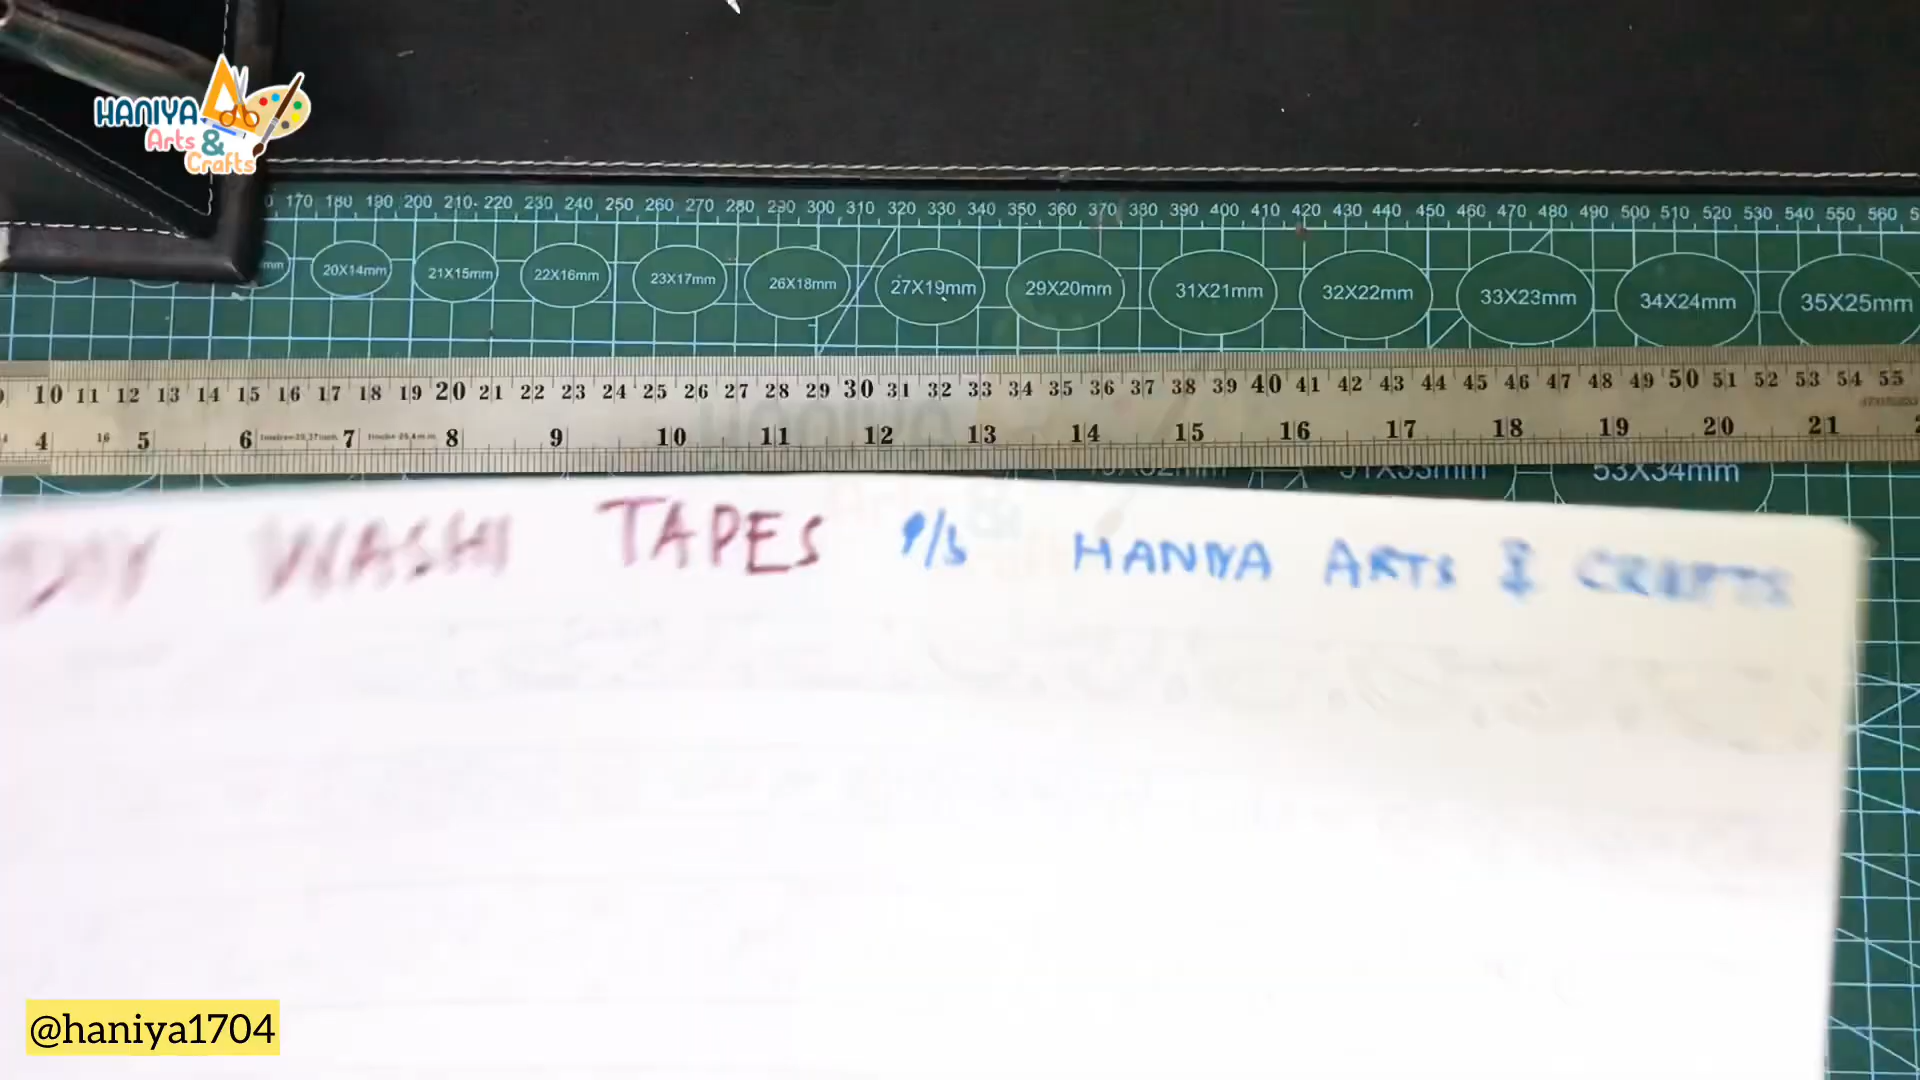 HANIYA
Arts &
Crafts
170 180 190 200 210 220 230 240 250 260 270 280 290 300 310 320 330 340 350 360 370 380 390 400 410 420 430 440 450 460 470 480 490 500 510 520 530 540 550 560
20X14mm 21X15mm 22X16mm 23X17mm 26X18mm 27X19mm 29X20mm 31X21mm 32X22mm 33X23mm 34X24mm 35X25mm
10 11 12 13 14 15 16 17 18 19 20 21 22 23 24 25 26 27 28 29 30 31 32 33 34 35 36 37 38 39 40 41 42 43 44 45 46 47 48 49 50 51 52 53 54 55
4 16 5 6 7 8 9 10 11 12 13 14 15 16 17 18 19 20 21
53X34mm
DIY WASHI TAPES HANIYA ARTS & CRAFTS
@haniya1704